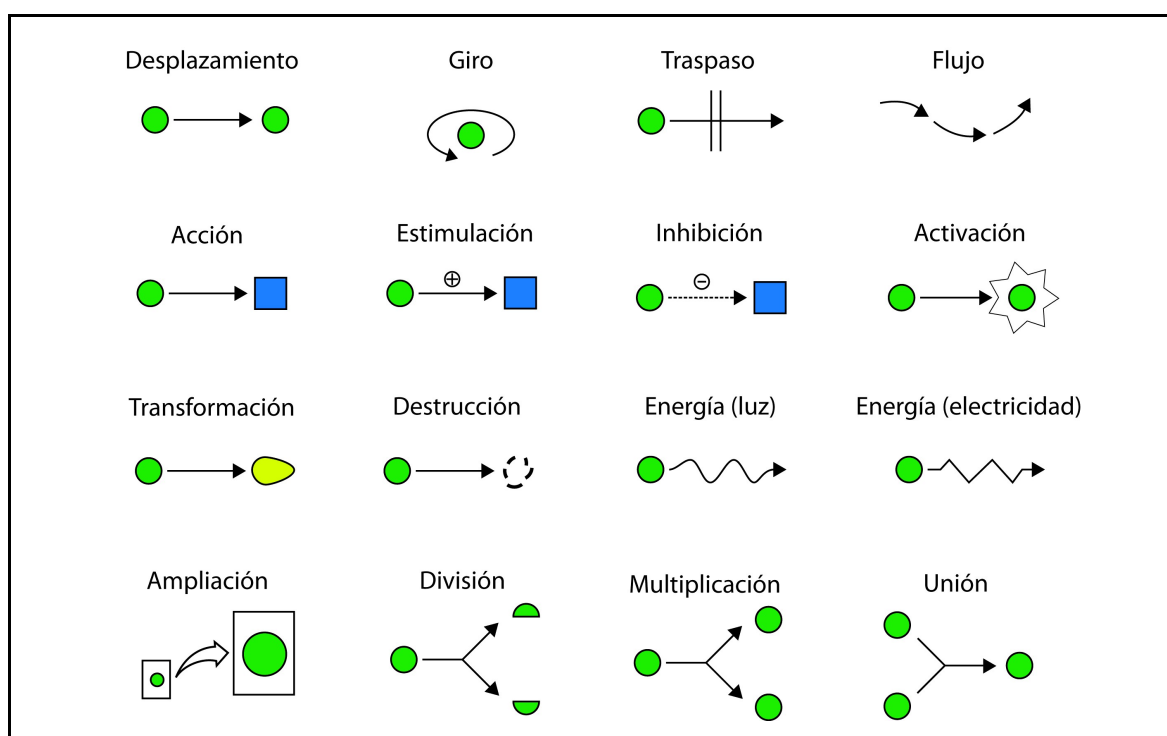 Desplazamiento
Giro
Traspaso
Flujo
Acción
Estimulación
Inhibición
Activación
Transformación
Destrucción
Energía (luz)
Energía (electricidad)
Ampliación
División
Multiplicación
Unión